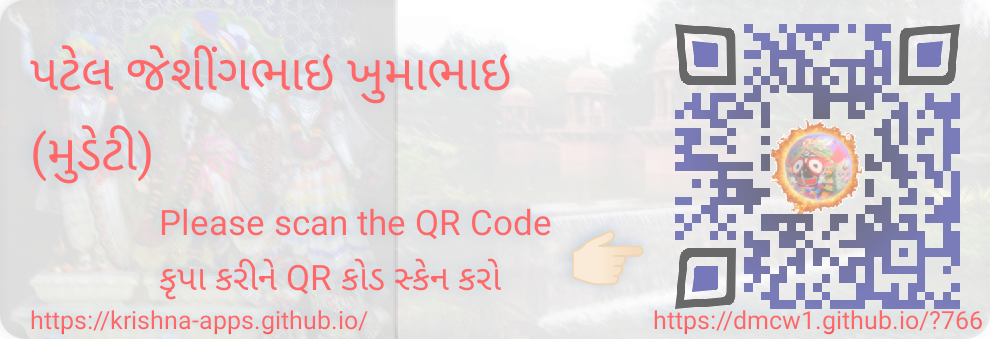 પટેલ જેશીંગભાઇ ખુમાભાઇ
(મુડેટી)
Please scan the QR Code
કૃપા કરીને QR કોડ સ્કેન કરો
https://krishna-apps.github.io/
https://dmcw1.github.io/?766